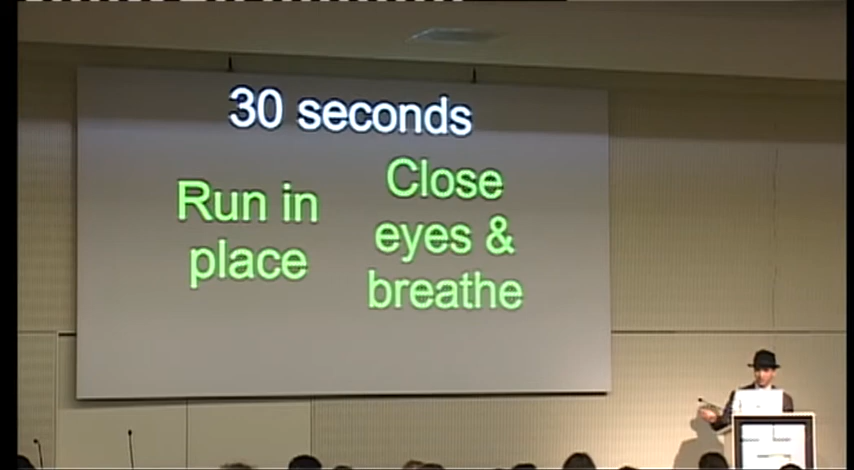 30 seconds
Run in
place
Close
eyes &
breathe